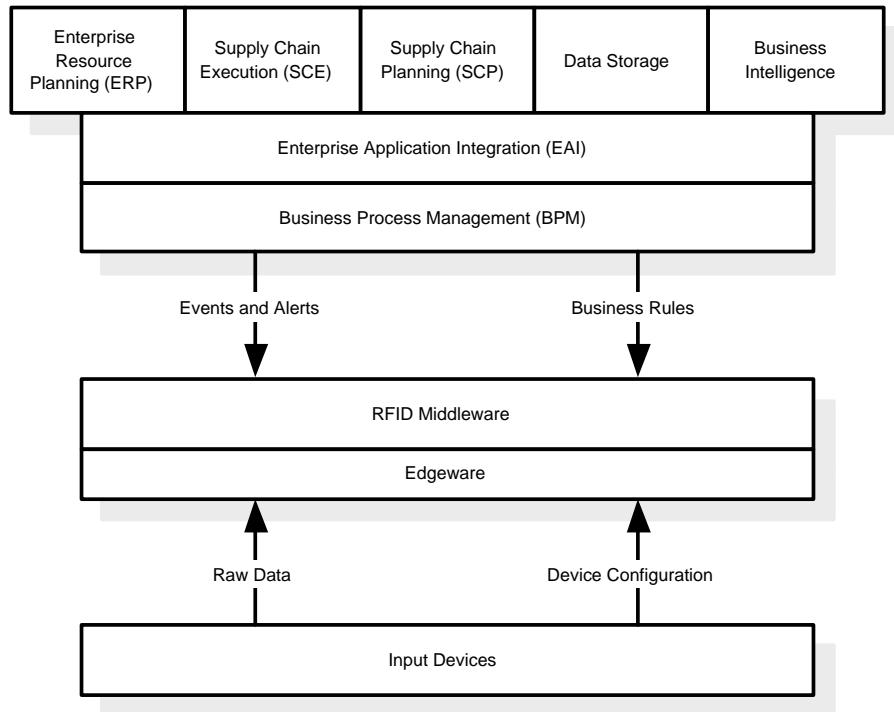 Enterprise
Resource
Planning (ERP)
Supply Chain
Execution (SCE)
Supply Chain
Planning (SCP)
Data Storage
Business
Intelligence
Enterprise Application Integration (EAI)
Business Process Management (BPM)
Events and Alerts
Business Rules
RFID Middleware
Edgeware
Raw Data
Device Configuration
Input Devices